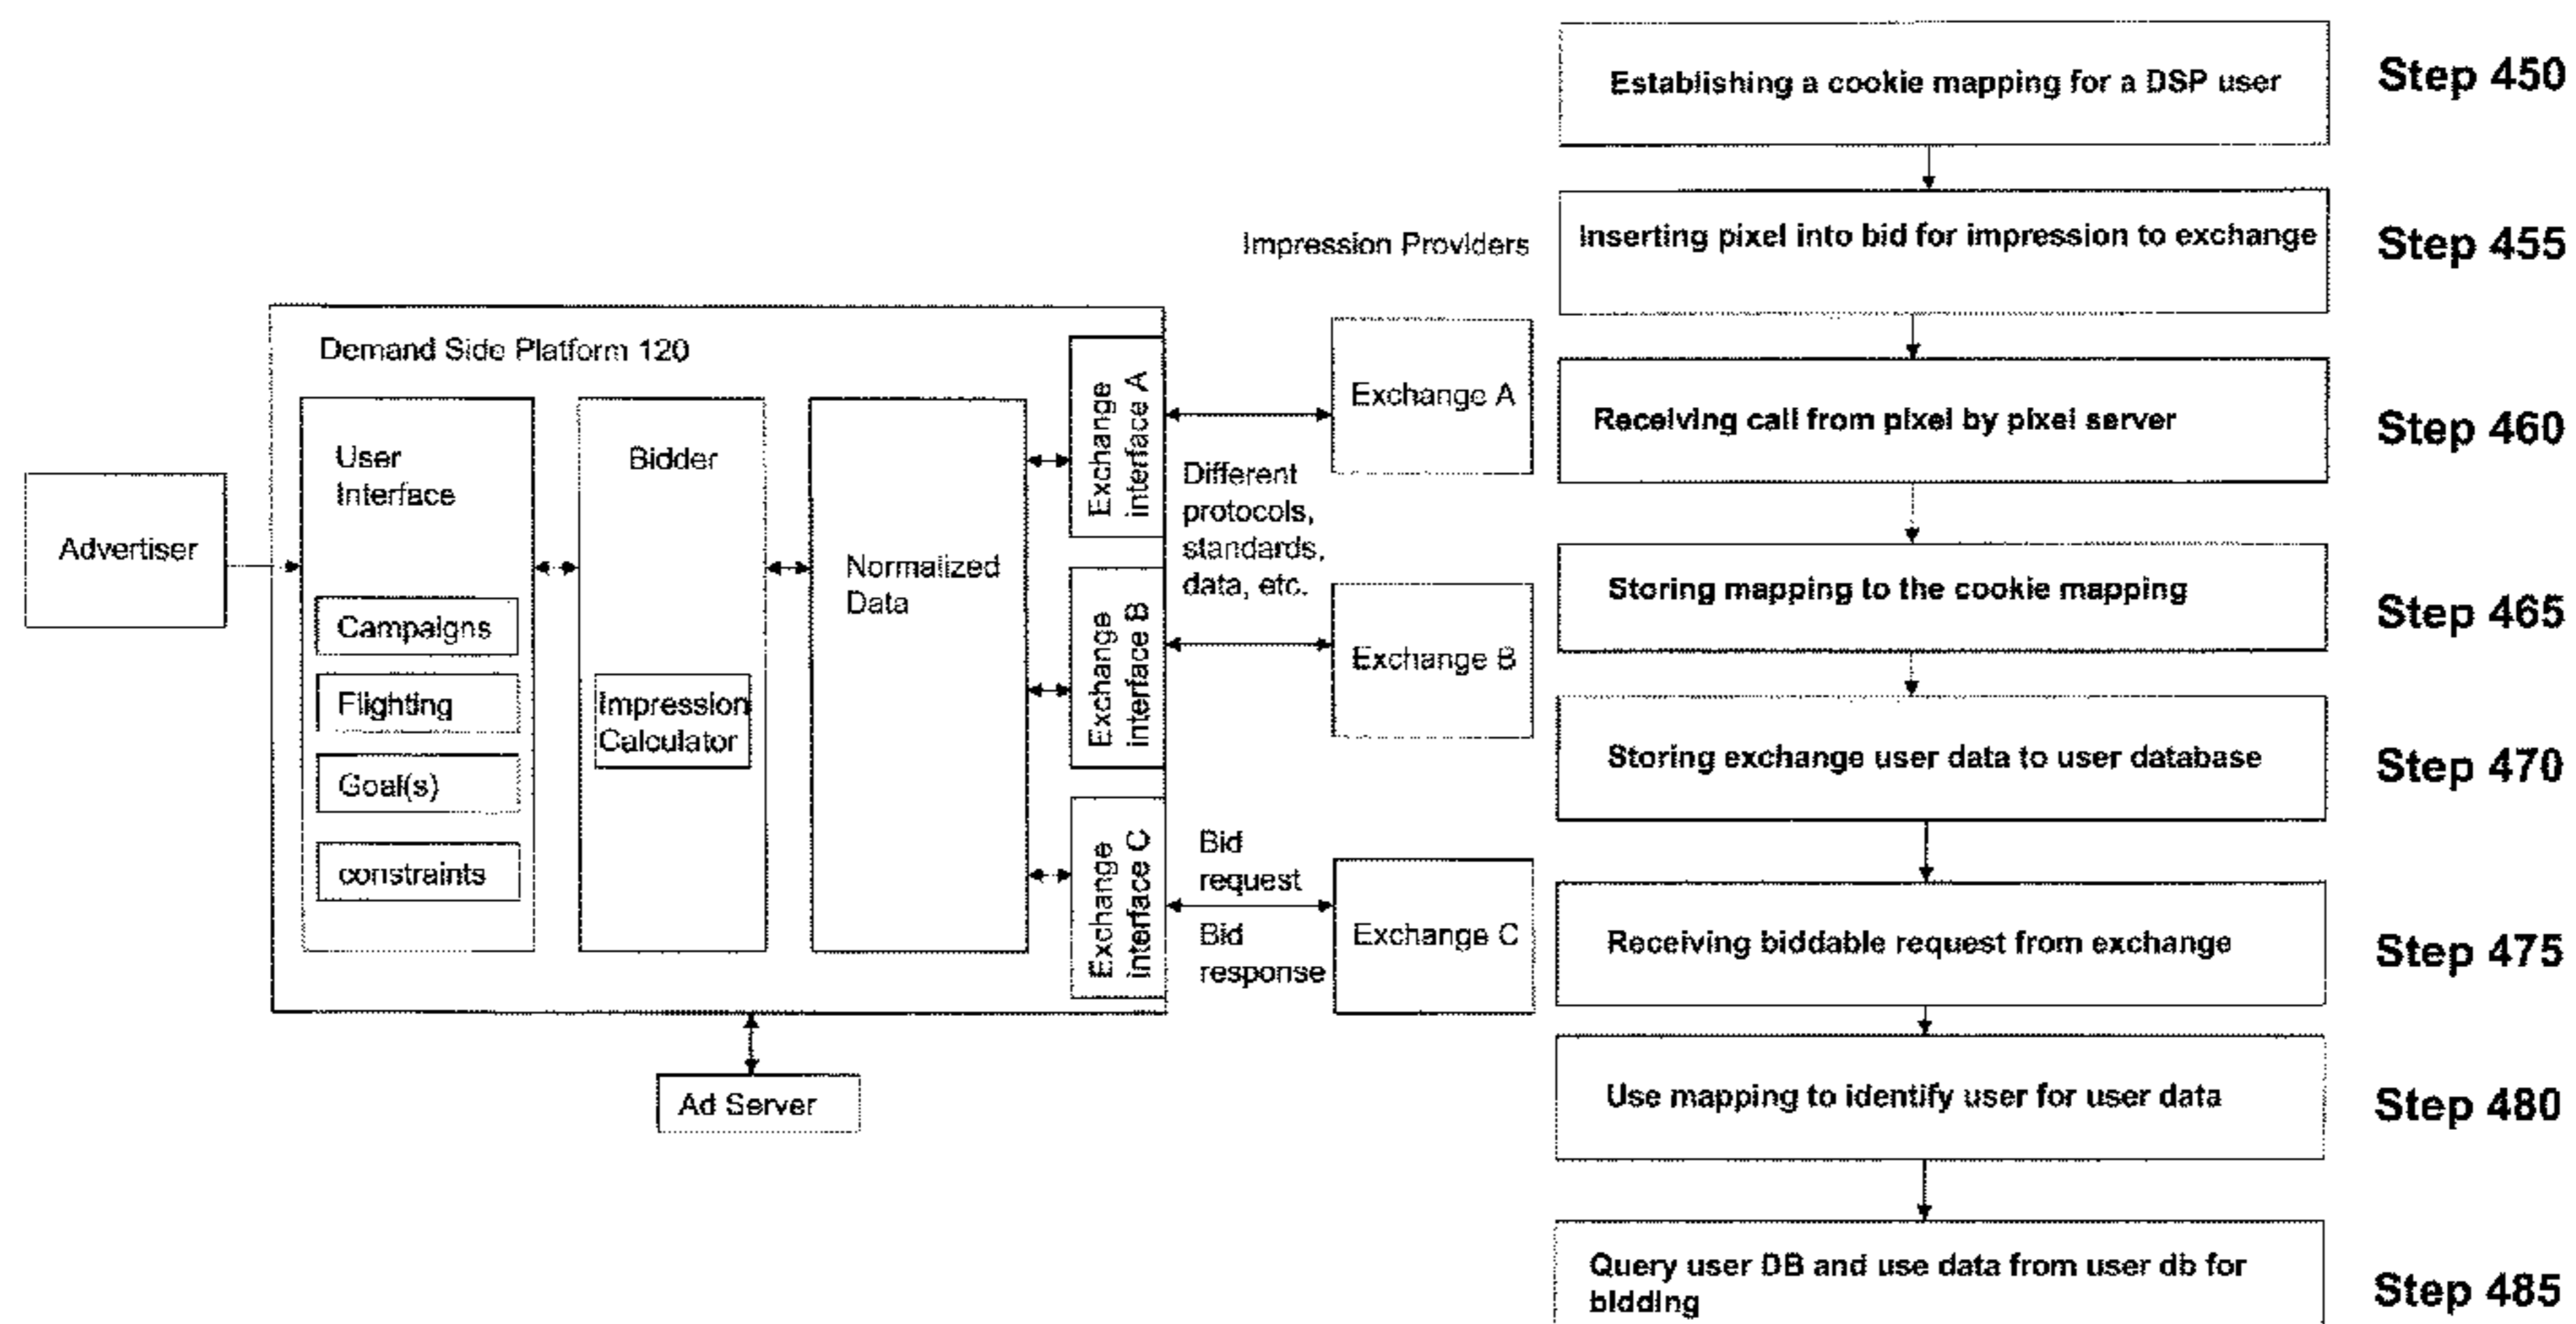 Demand Side Platform 120
Advertiser
User
Interface
Campaigns
Flighting
Goal(s)
constraints
Bidder
Impression
Calculator
Normalized
Data
Exchange
interface A
Exchange
interface B
Exchange
interface C
Ad Server
Impression Providers
Different
protocols,
standards,
data, etc.
Bid
request
Bid
response
Exchange A
Exchange B
Exchange C
Establishing a cookie mapping for a DSP user
Step 450
Inserting pixel into bid for impression to exchange
Step 455
Receiving call from pixel by pixel server
Step 460
Storing mapping to the cookie mapping
Step 465
Storing exchange user data to user database
Step 470
Receiving biddable request from exchange
Step 475
Use mapping to identify user for user data
Step 480
Query user DB and use data from user db for
bidding
Step 485